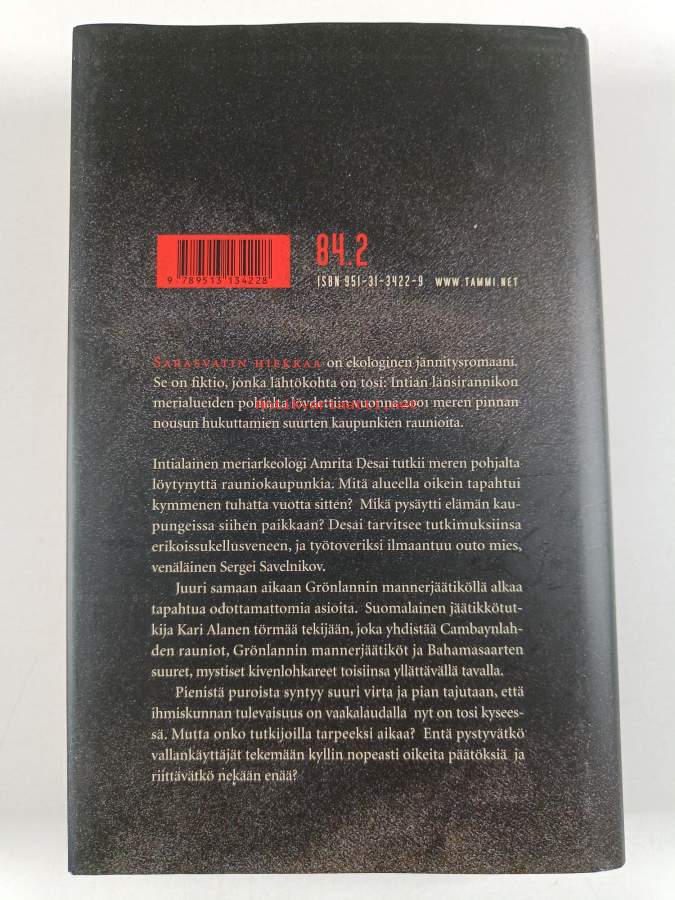 84.2
9 789513 134228
ISBN 951-31-3422-9 WWW.TAMMI.NET
SARASVATIN HIEKKAA on ekologinen jännitysromaani.
Se on fiktio, jonka lähtökohta on tosi: Intian länsirannikon
merialueiden pohjalta löydettiin vuonna 2001 meren pinnan
nousun hukuttamien suurten kaupunkien raunioita.
Intialainen meriarkeologi Amrita Desai tutkii meren pohjalta
löytynyttä rauniokaupunkia. Mitä alueella oikein tapahtui
kymmenen tuhatta vuotta sitten? Mikä pysäytti elämän kau-
pungeissa siihen paikkaan? Desai tarvitsee tutkimuksiinsa
erikoissukellusveneen, ja työtoveriksi ilmaantuu outo mies,
venäläinen Sergei Savelnikov.
Juuri samaan aikaan Grönlannin mannerjäätiköllä alkaa
tapahtua odottamattomia asioita. Suomalainen jäätikkötut-
kija Kari Alanen törmää tekijään, joka yhdistää Cambaynlah-
den rauniot, Grönlannin mannerjäätiköt ja Bahamasaarten
suuret, mystiset kivenlohkareet toisiinsa yllättävällä tavalla.
Pienistä puroista syntyy suuri virta ja pian tajutaan, että
ihmiskunnan tulevaisuus on vaakalaudalla nyt on tosi kysees-
sä. Mutta onko tutkijoilla tarpeeksi aikaa? Entä pystyvätkö
vallankäyttäjät tekemään kyllin nopeasti oikeita päätöksiä ja
riittävätkö nekään enää?